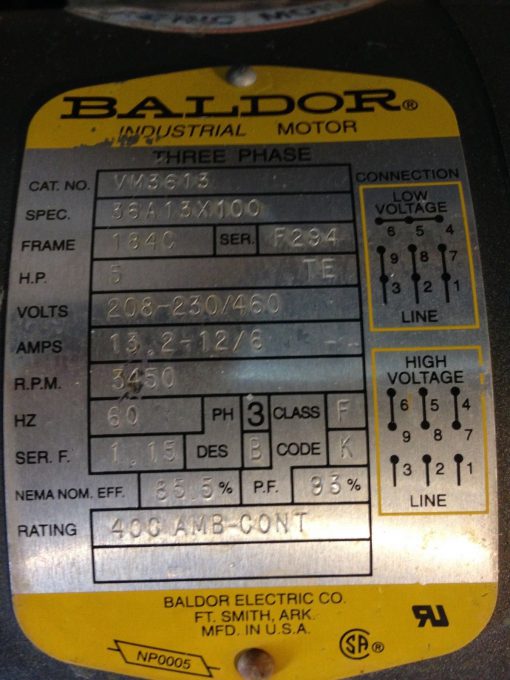 BALDOR®
INDUSTRIAL MOTOR
THREE PHASE
CAT. NO. VM3613
SPEC. 36A13X100
FRAME 184C SER. F294
H.P. 5 TE
VOLTS 208-230/460
AMPS 13.2-12/6
R.P.M. 3450
HZ 60 PH 3 CLASS F
SER. F. 1.15 DES B CODE K
NEMA NOM. EFF. 85.5 % P.F. 93 %
RATING 40C AMB-CONT
CONNECTION
LOW
VOLTAGE
6 5 4
9 8 7
3 2 1
LINE
HIGH
VOLTAGE
6 5 4
9 8 7
3 2 1
LINE
BALDOR ELECTRIC CO.
FT. SMITH, ARK.
MFD. IN U.S.A.
NP0005